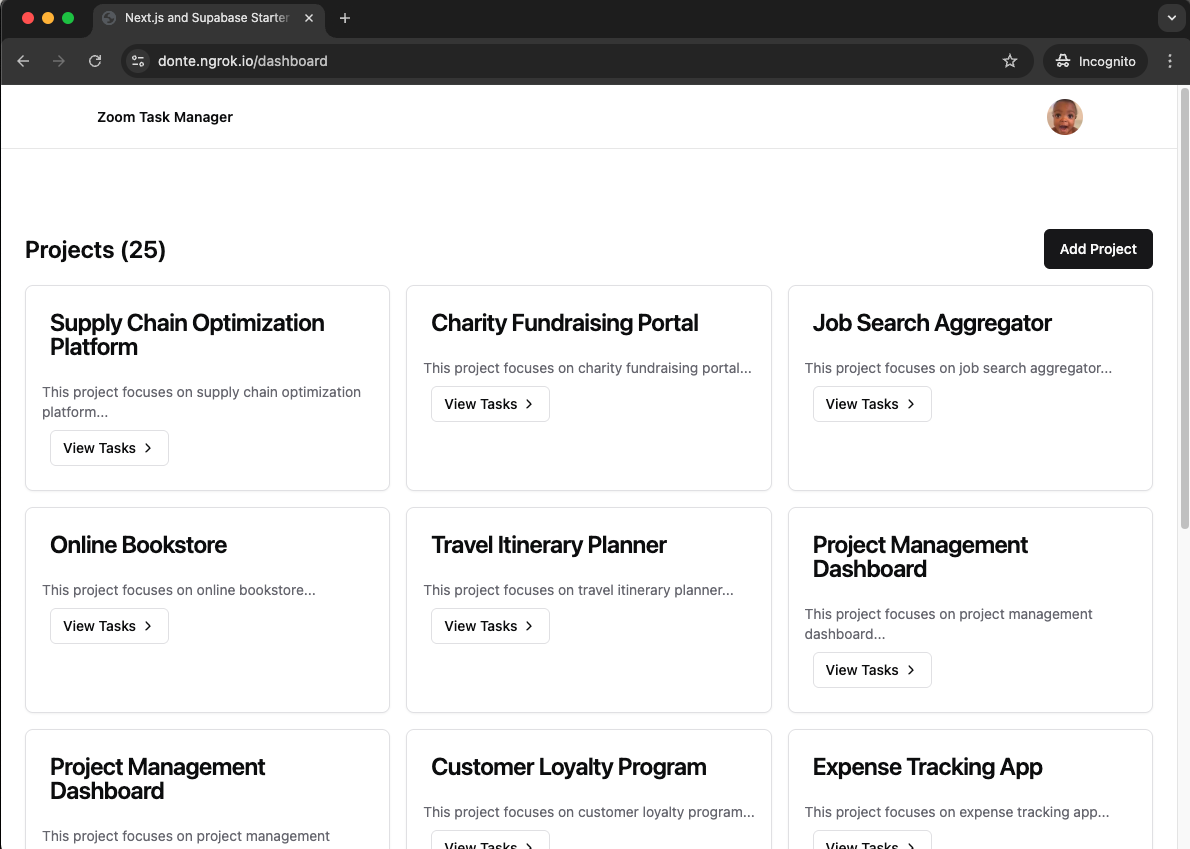 Next.js and Supabase Starter
donte.ngrok.io/dashboard
Incognito
Zoom Task Manager
Projects (25)
Add Project
Supply Chain Optimization
Platform
This project focuses on supply chain optimization
platform...
View Tasks
Charity Fundraising Portal
This project focuses on charity fundraising portal...
View Tasks
Job Search Aggregator
This project focuses on job search aggregator...
View Tasks
Online Bookstore
This project focuses on online bookstore...
View Tasks
Travel Itinerary Planner
This project focuses on travel itinerary planner...
View Tasks
Project Management
Dashboard
This project focuses on project management
dashboard...
View Tasks
Project Management
Dashboard
This project focuses on project management
Customer Loyalty Program
This project focuses on customer loyalty program...
View Tasks
Expense Tracking App
This project focuses on expense tracking app...
View Tasks